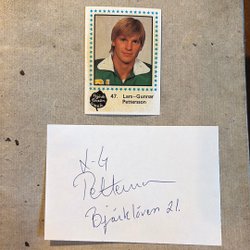 47. Lars-Gunnar
Pettersson
L-G
Pettersson
Björklöven 21.